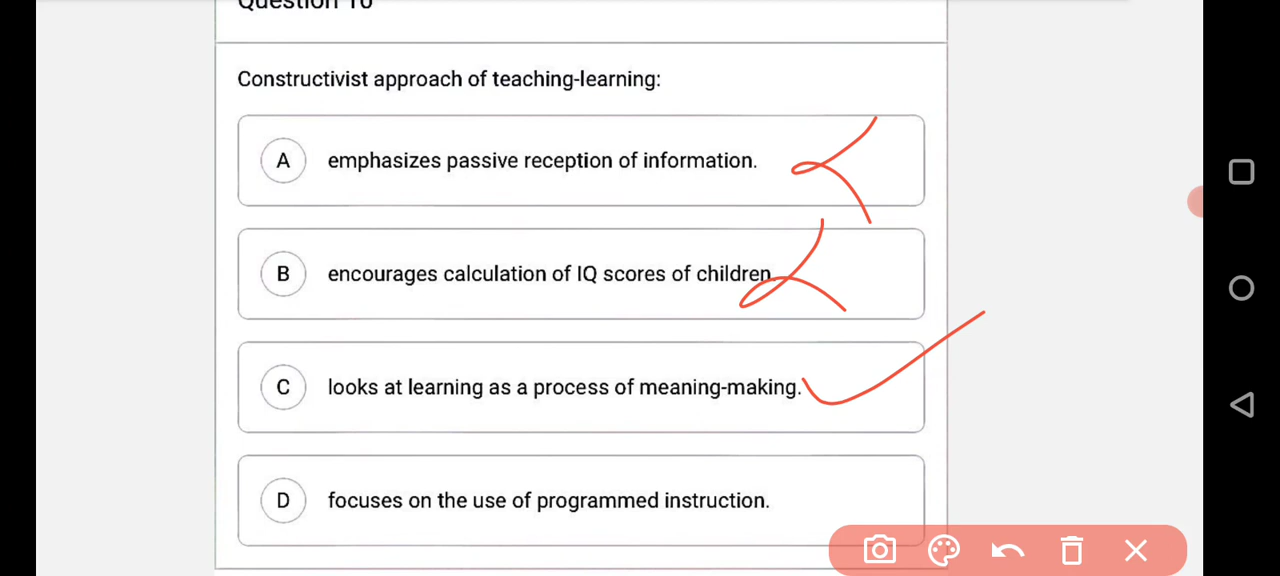 Constructivist approach of teaching-learning:
A emphasizes passive reception of information.
B encourages calculation of IQ scores of children.
C looks at learning as a process of meaning-making.
D focuses on the use of programmed instruction.